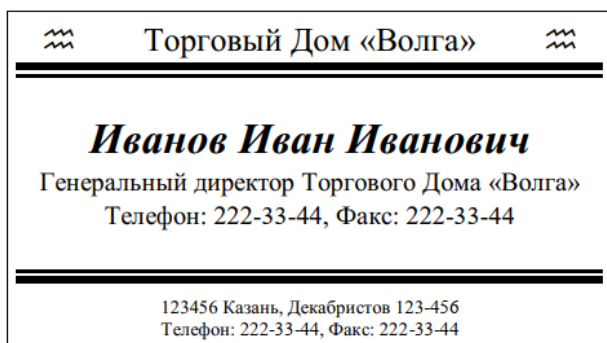 ♒ Торговый Дом «Волга» ♒
Иванов Иван Иванович
Генеральный директор Торгового Дома «Волга»
Телефон: 222-33-44, Факс: 222-33-44
123456 Казань, Декабристов 123-456
Телефон: 222-33-44, Факс: 222-33-44